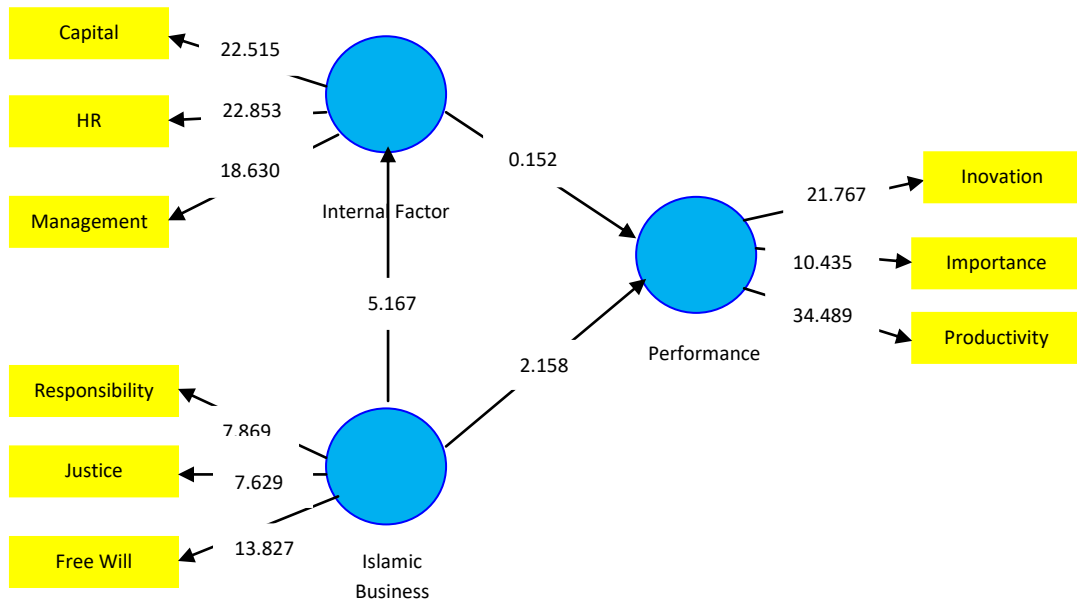 Capital
22.515
HR
22.853
0.152
18.630
Inovation
21.767
Management
Internal Factor
10.435
Importance
5.167
34.489
Productivity
Performance
2.158
Responsibility
7.869
Justice
7.629
13.827
Free Will
Islamic
Business